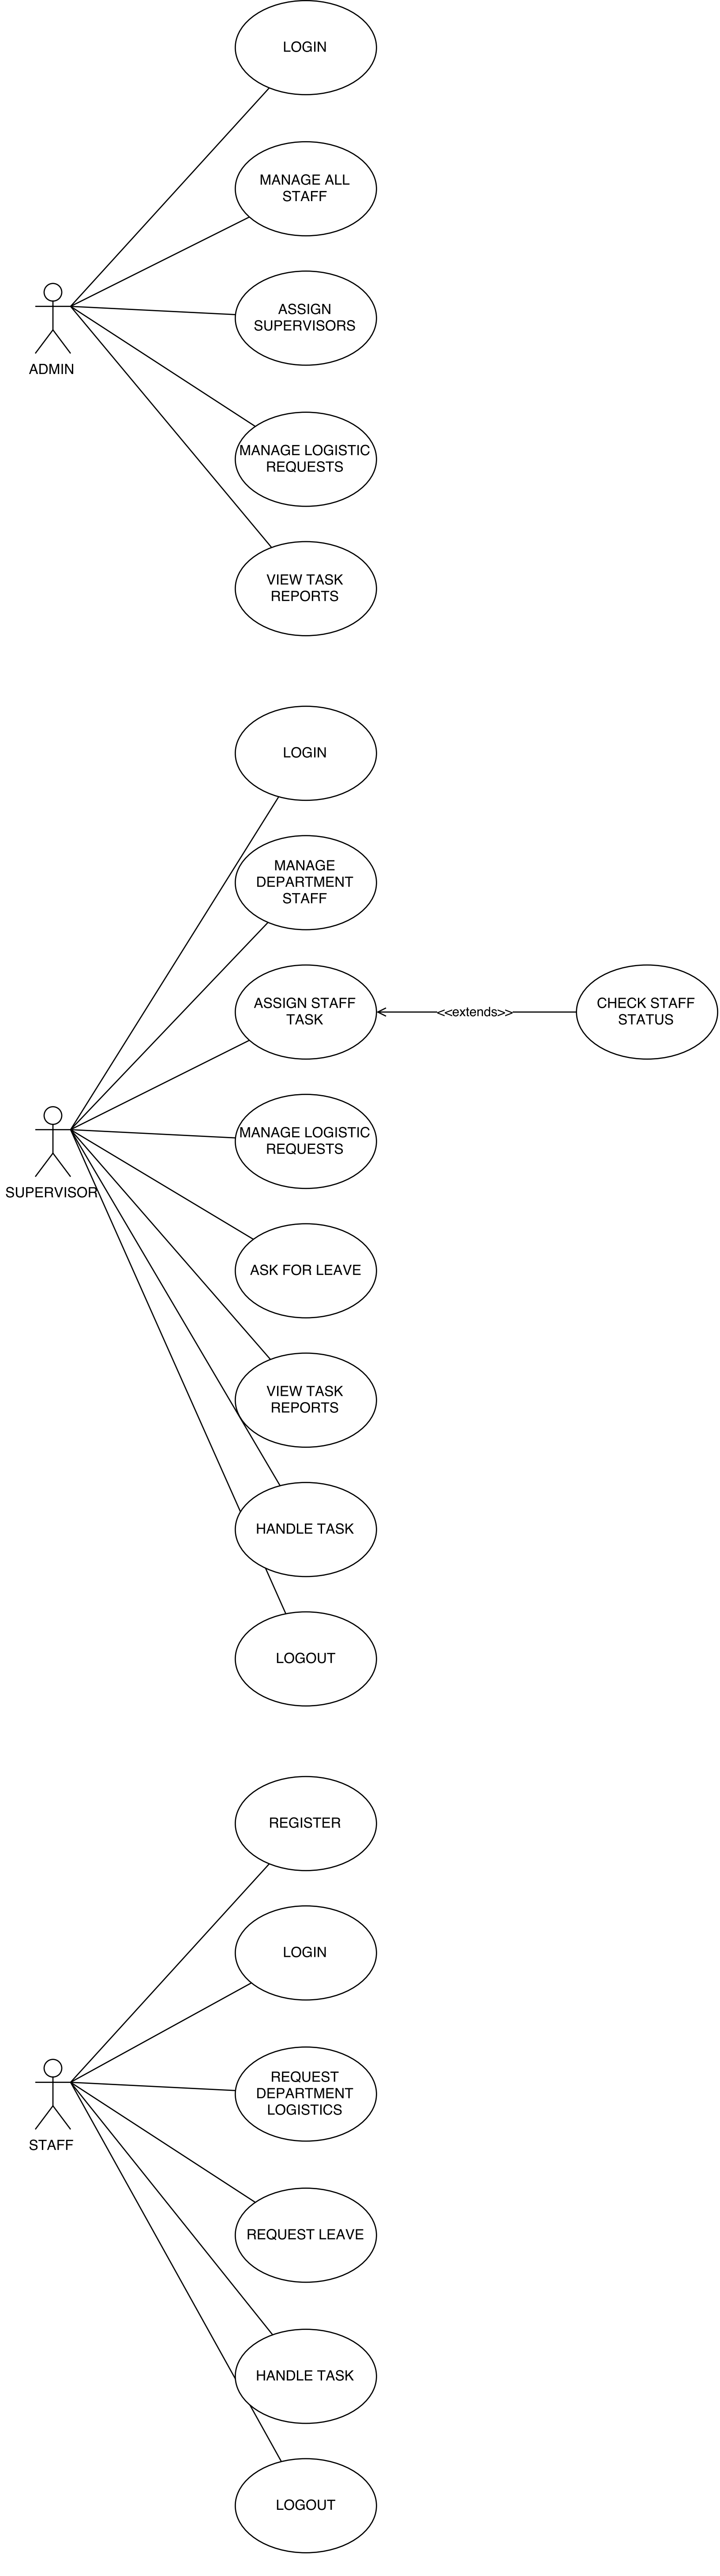 LOGIN
MANAGE ALL
STAFF
ASSIGN
SUPERVISORS
ADMIN
MANAGE LOGISTIC
REQUESTS
VIEW TASK
REPORTS
LOGIN
MANAGE
DEPARTMENT
STAFF
ASSIGN STAFF
TASK
<<extends>>
CHECK STAFF
STATUS
MANAGE LOGISTIC
REQUESTS
SUPERVISOR
ASK FOR LEAVE
VIEW TASK
REPORTS
HANDLE TASK
LOGOUT
REGISTER
LOGIN
REQUEST
DEPARTMENT
LOGISTICS
STAFF
REQUEST LEAVE
HANDLE TASK
LOGOUT